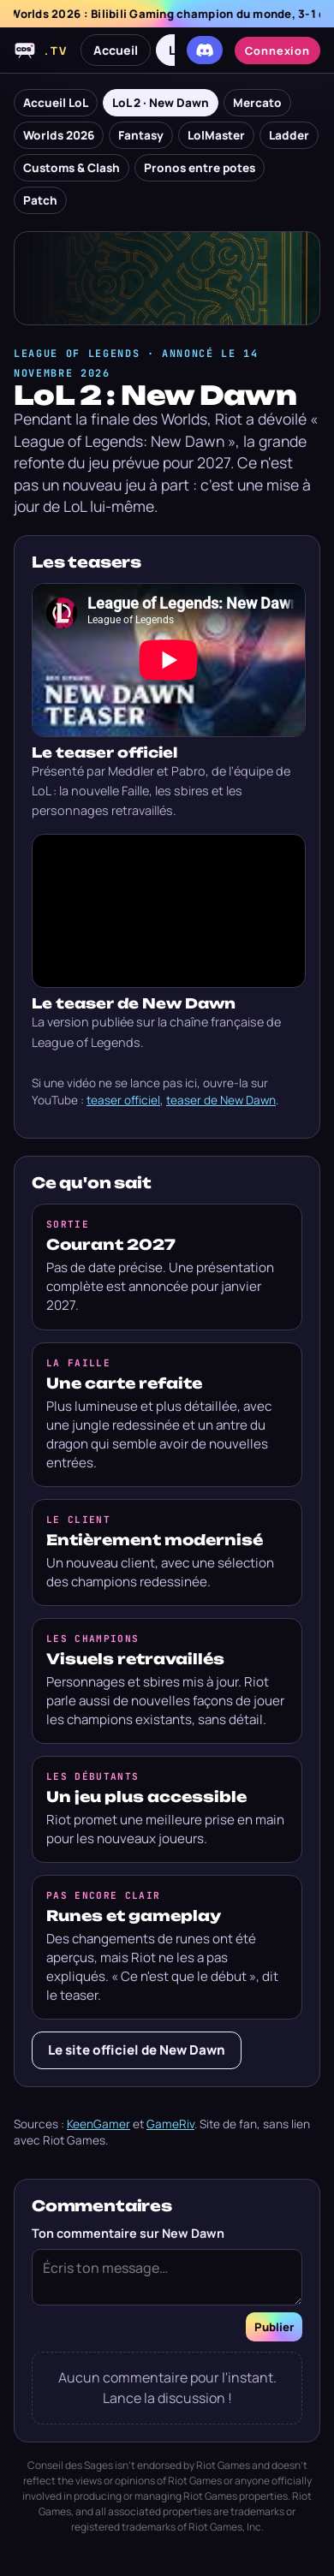 Worlds 2026 : Bilibili Gaming champion du monde, 3-1
CDS
.TV
Accueil
L
Connexion
Accueil LoL
LoL 2 · New Dawn
Mercato
Worlds 2026
Fantasy
LolMaster
Ladder
Customs & Clash
Pronos entre potes
Patch
LEAGUE OF LEGENDS · ANNONCÉ LE 14
NOVEMBRE 2026
LoL 2 : New Dawn
Pendant la finale des Worlds, Riot a dévoilé «
League of Legends: New Dawn », la grande
refonte du jeu prévue pour 2027. Ce n'est
pas un nouveau jeu à part : c'est une mise à
jour de LoL lui-même.
Les teasers
League of Legends: New Dawn
League of Legends
NEW DAWN
TEASER
Le teaser officiel
Présenté par Meddler et Pabro, de l'équipe de
LoL : la nouvelle Faille, les sbires et les
personnages retravaillés.
Le teaser de New Dawn
La version publiée sur la chaîne française de
League of Legends.
Si une vidéo ne se lance pas ici, ouvre-la sur
YouTube : teaser officiel, teaser de New Dawn.
Ce qu'on sait
SORTIE
Courant 2027
Pas de date précise. Une présentation
complète est annoncée pour janvier
2027.
LA FAILLE
Une carte refaite
Plus lumineuse et plus détaillée, avec
une jungle redessinée et un antre du
dragon qui semble avoir de nouvelles
entrées.
LE CLIENT
Entièrement modernisé
Un nouveau client, avec une sélection
des champions redessinée.
LES CHAMPIONS
Visuels retravaillés
Personnages et sbires mis à jour. Riot
parle aussi de nouvelles façons de jouer
les champions existants, sans détail.
LES DÉBUTANTS
Un jeu plus accessible
Riot promet une meilleure prise en main
pour les nouveaux joueurs.
PAS ENCORE CLAIR
Runes et gameplay
Des changements de runes ont été
aperçus, mais Riot ne les a pas
expliqués. « Ce n'est que le début », dit
le teaser.
Le site officiel de New Dawn
Sources : KeenGamer et GameRiv. Site de fan, sans lien
avec Riot Games.
Commentaires
Ton commentaire sur New Dawn
Écris ton message…
Publier
Aucun commentaire pour l'instant.
Lance la discussion !
Conseil des Sages isn't endorsed by Riot Games and doesn't
reflect the views or opinions of Riot Games or anyone officially
involved in producing or managing Riot Games properties. Riot
Games, and all associated properties are trademarks or
registered trademarks of Riot Games, Inc.